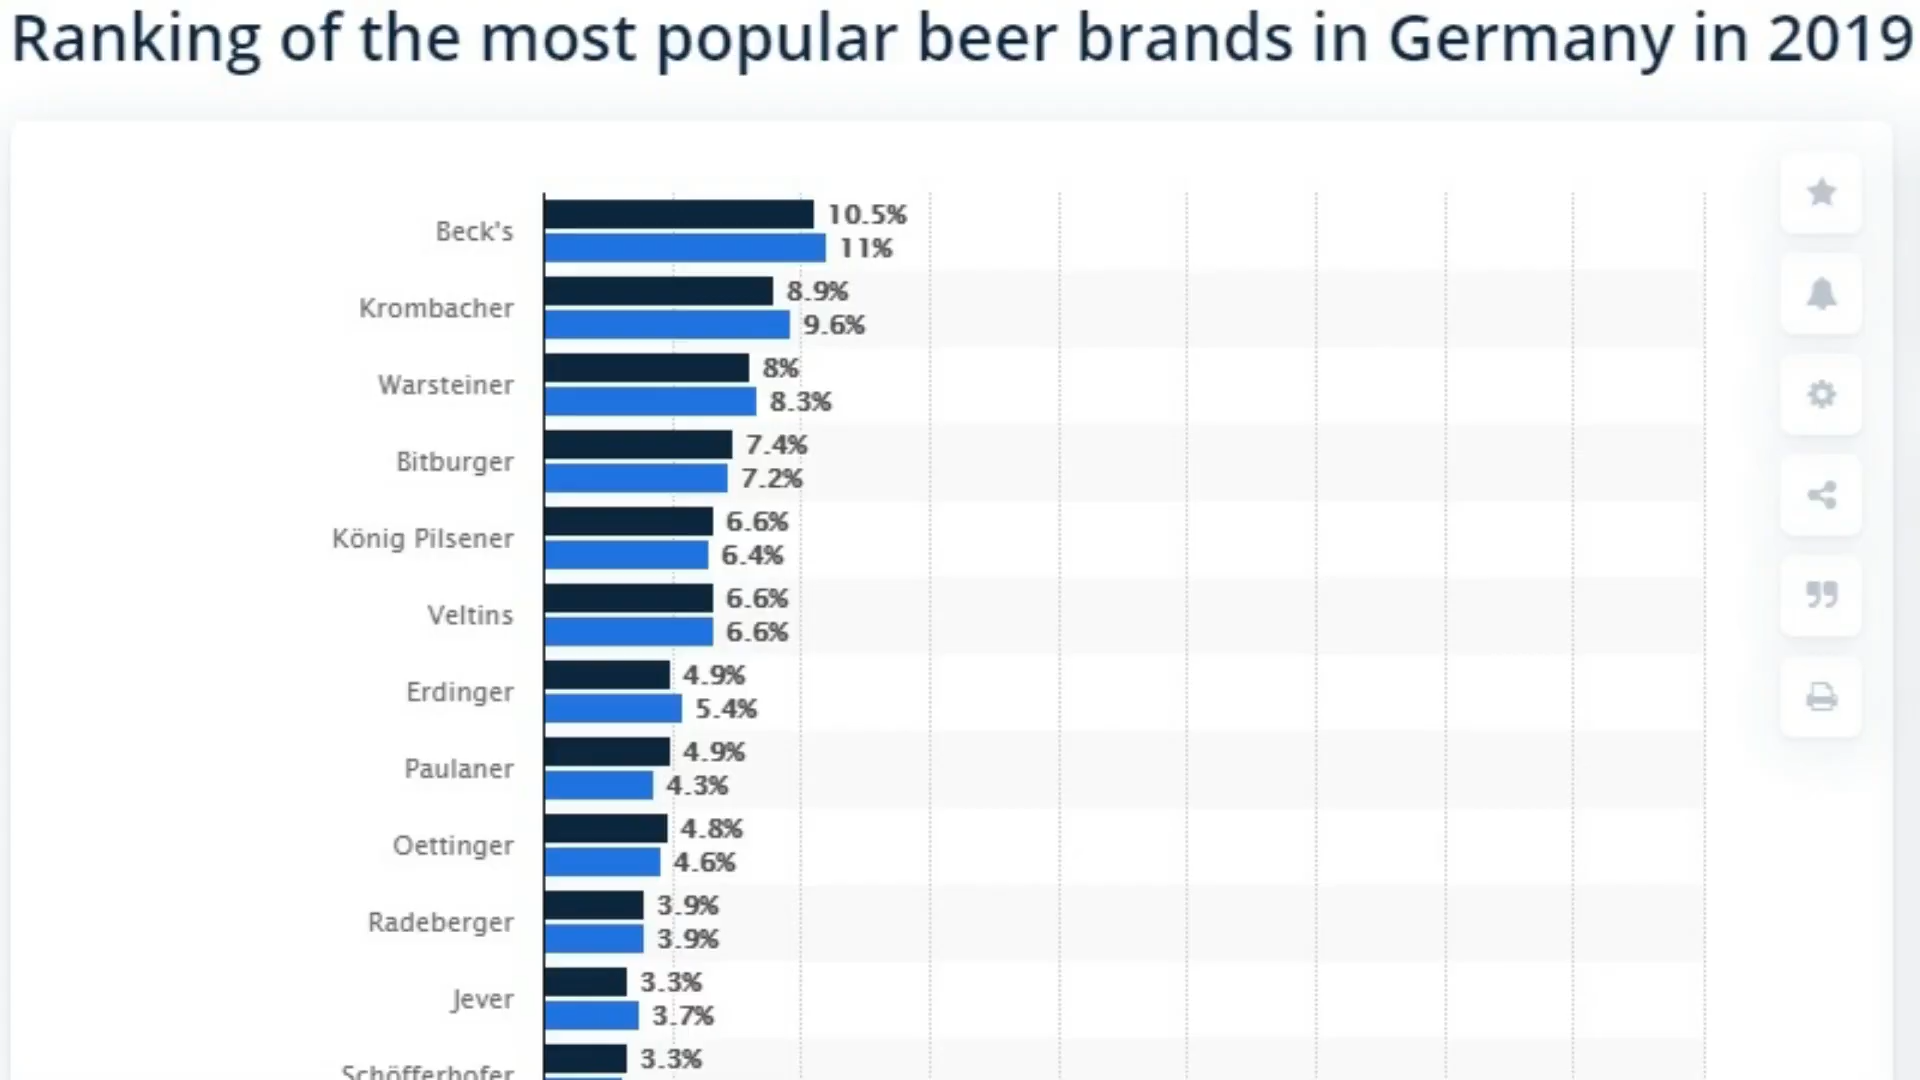 Ranking of the most popular beer brands in Germany in 2019
Beck's
10.5%
11%
Krombacher
8.9%
9.6%
Warsteiner
8%
8.3%
Bitburger
7.4%
7.2%
König Pilsener
6.6%
6.4%
Veltins
6.6%
6.6%
Erdinger
4.9%
5.4%
Paulaner
4.9%
4.3%
Oettinger
4.8%
4.6%
Radeberger
3.9%
3.9%
Jever
3.3%
3.7%
Schöfferhofer
3.3%